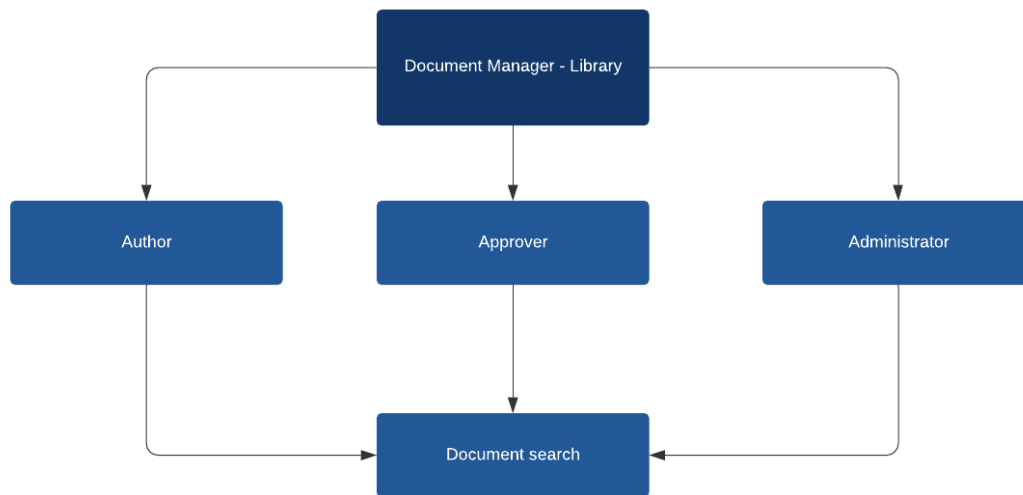 Document Manager - Library
Author
Approver
Administrator
Document search